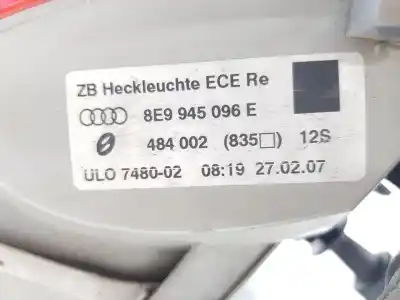 ZB Heckleuchte ECE Re
8E9 945 096 E
484 002 (835□) 12S
ULO 7480-02 08:19 27.02.07